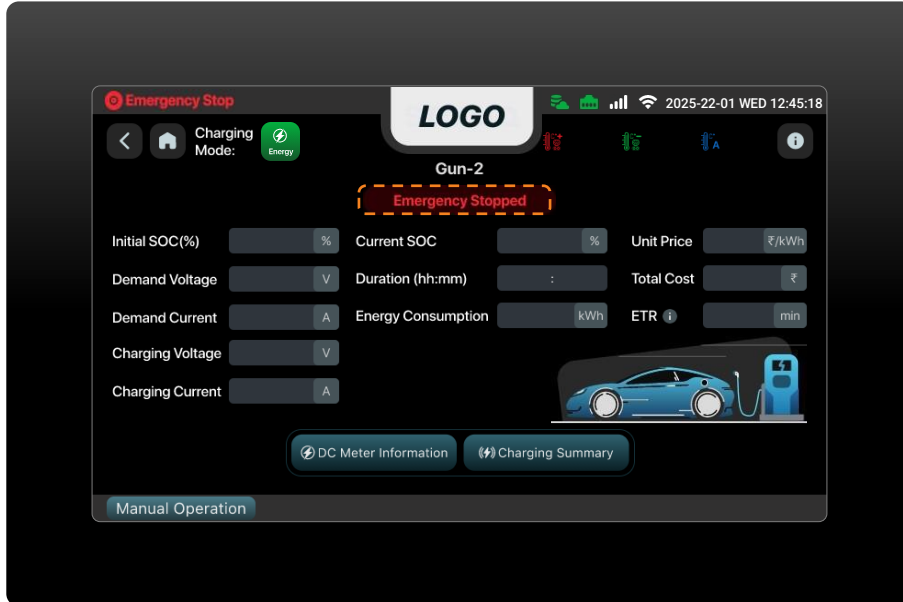 Emergency Stop
LOGO
2025-22-01 WED 12:45:18
Charging
Mode:
Energy
A
Gun-2
Emergency Stopped
Initial SOC(%) % Current SOC % Unit Price ₹/kWh
Demand Voltage V Duration (hh:mm) : Total Cost ₹
Demand Current A Energy Consumption kWh ETR i min
Charging Voltage V
Charging Current A
DC Meter Information Charging Summary
Manual Operation